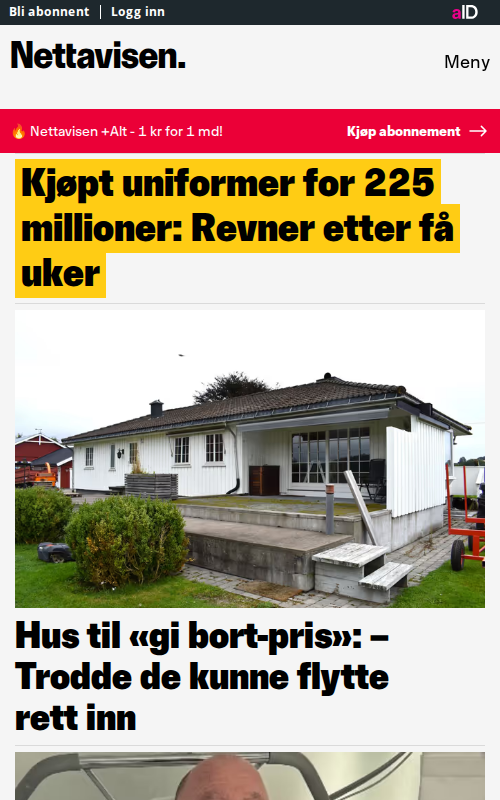 Bli abonnent | Logg inn
aID
Nettavisen.
Meny
🔥 Nettavisen +Alt - 1 kr for 1 md!
Kjøp abonnement →
Kjøpt uniformer for 225
millioner: Revner etter få
uker
Hus til «gi bort-pris»: –
Trodde de kunne flytte
rett inn